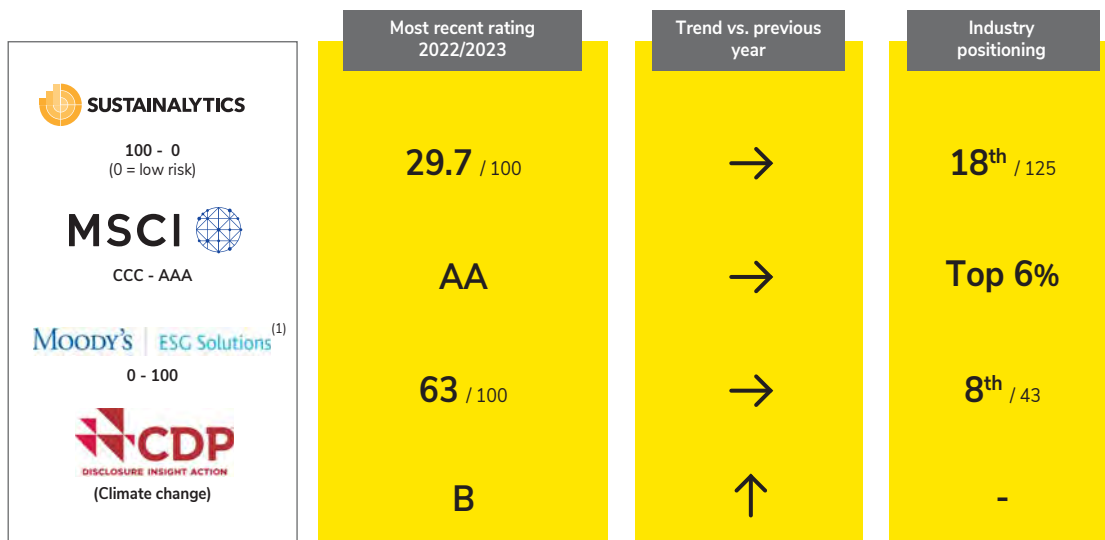 Most recent rating
2022/2023
Trend vs. previous
year
Industry
positioning
SUSTAINALYTICS
100 - 0
(0 = low risk)
29.7 / 100
→
18th / 125
MSCI
CCC - AAA
AA
→
Top 6%
MOODY'S | ESG Solutions(1)
0 - 100
63 / 100
→
8th / 43
CDP
DISCLOSURE INSIGHT ACTION
(Climate change)
B
↑
-